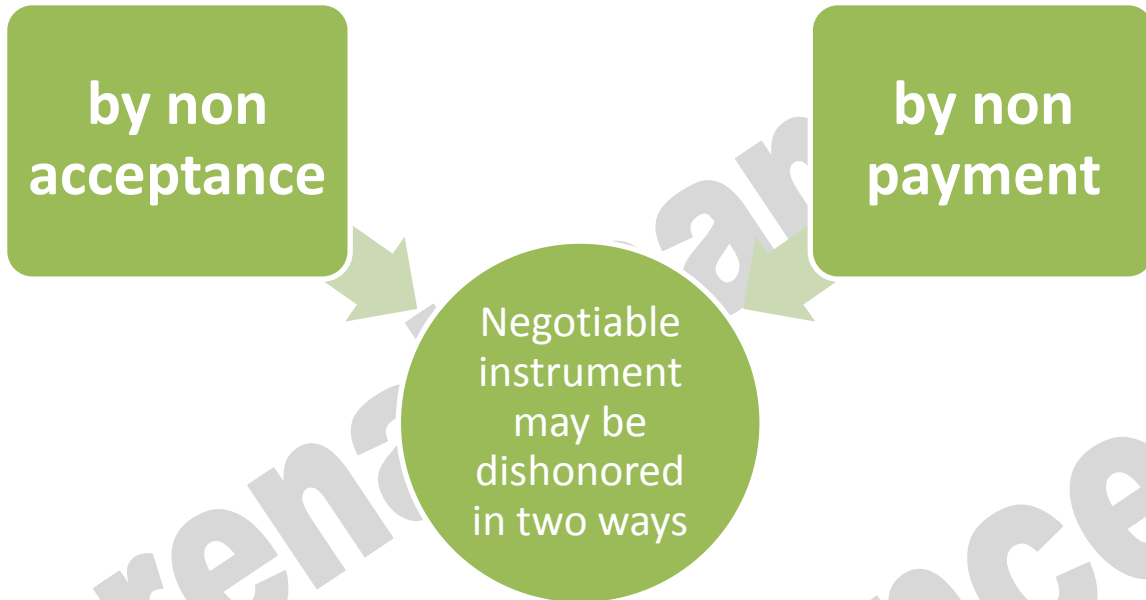 by non
acceptance
by non
payment
Negotiable
instrument
may be
dishonored
in two ways